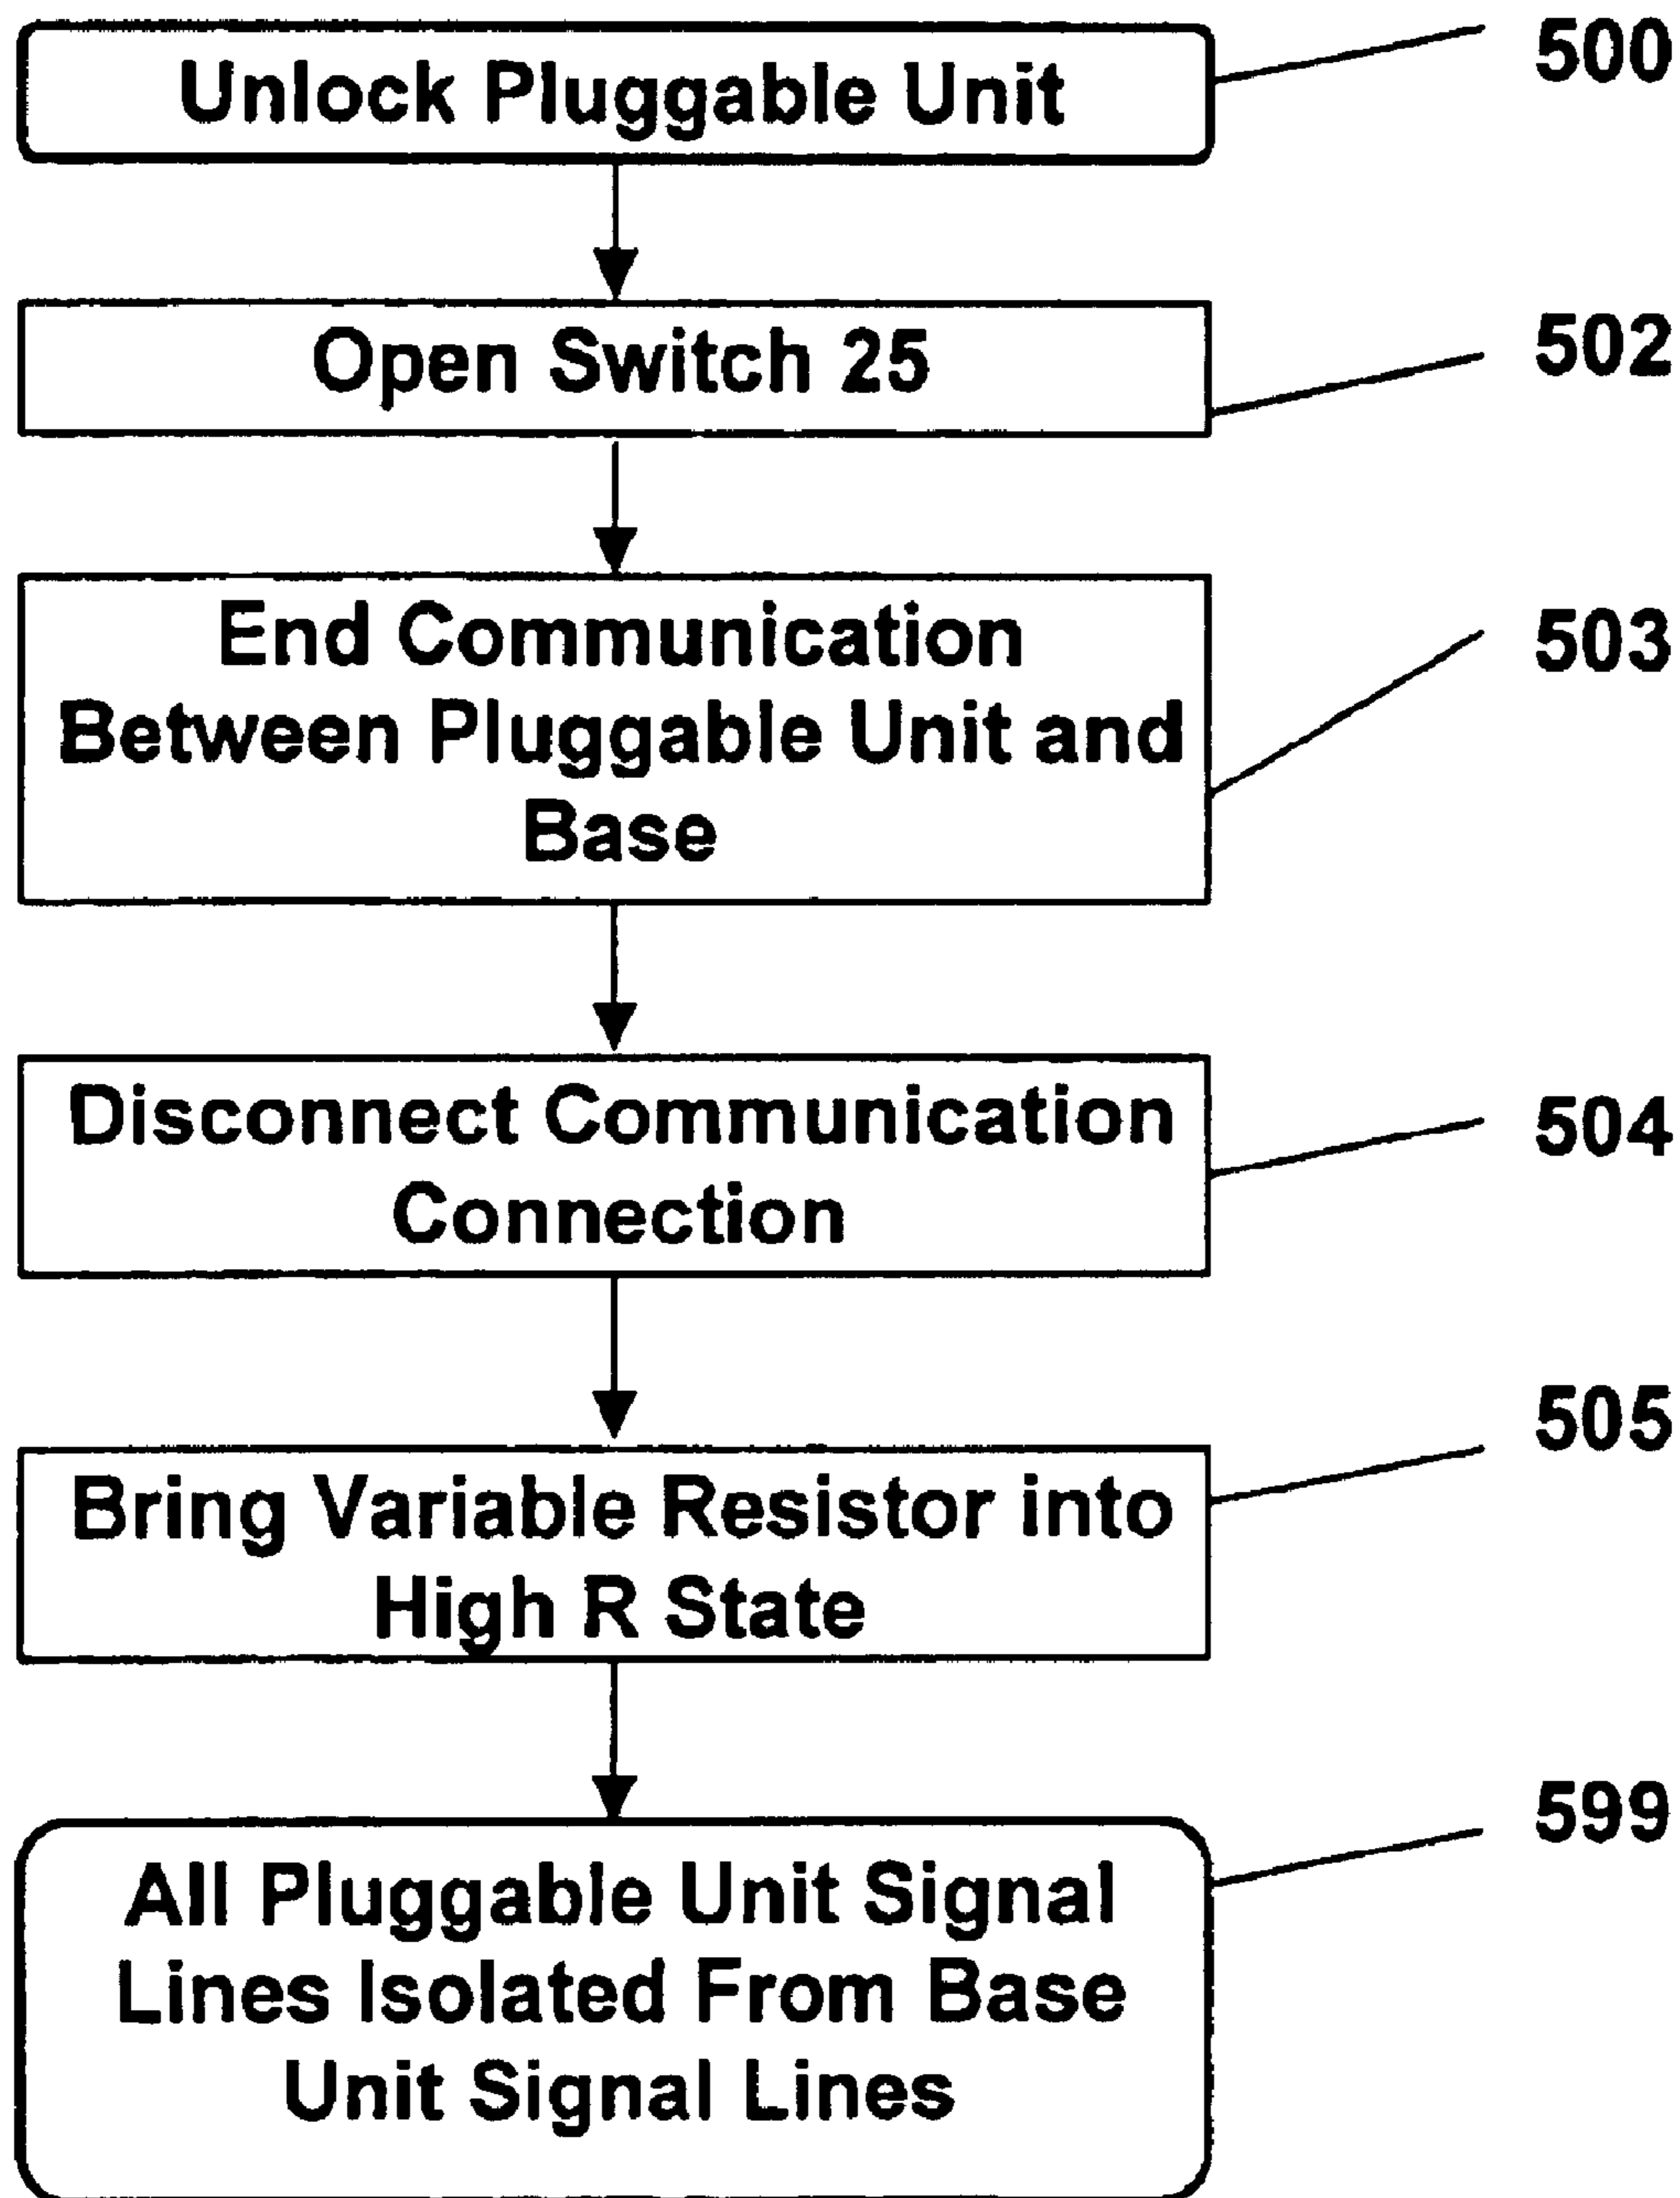 Unlock Pluggable Unit
500
Open Switch 25
502
End Communication
Between Pluggable Unit and
Base
503
Disconnect Communication
Connection
504
Bring Variable Resistor into
High R State
505
All Pluggable Unit Signal
Lines Isolated From Base
Unit Signal Lines
599